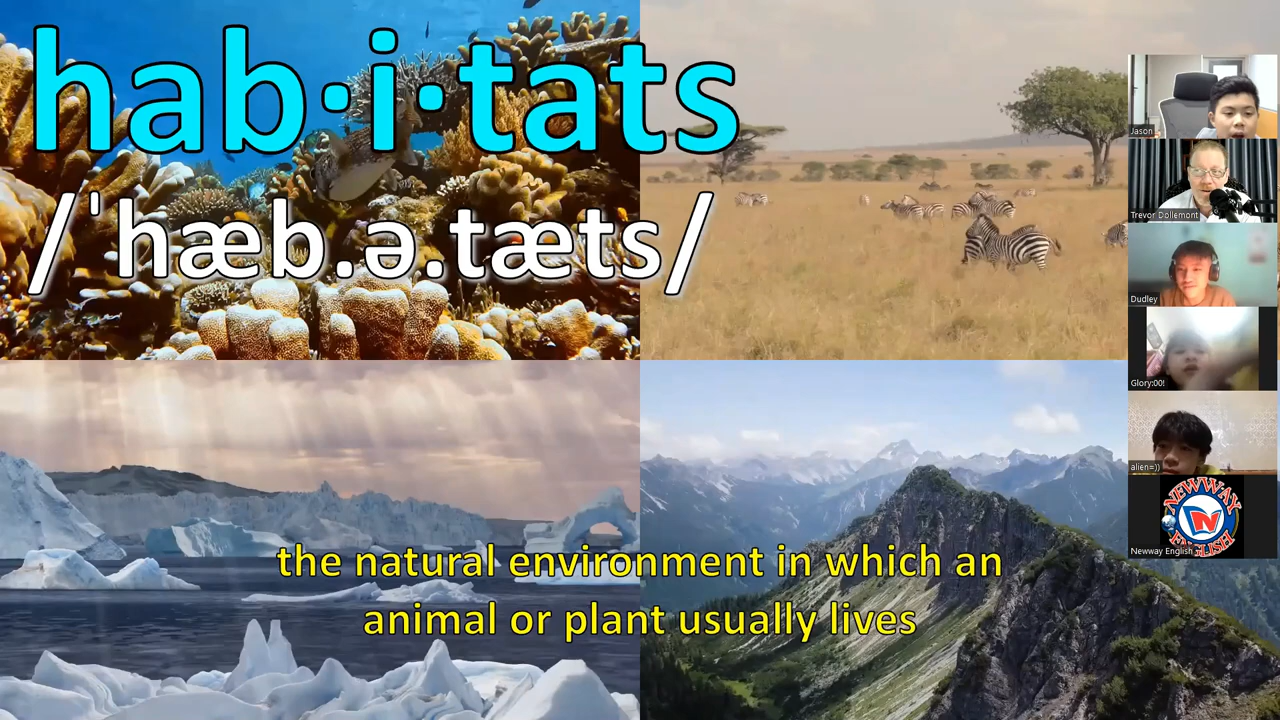 hab·i·tats
/ˈhæb.ə.tæts/
the natural environment in which an
animal or plant usually lives
Jason
Trevor Dollemont
Dudley
Glory:00!
alien=))
NEWWAY
N
ENGLISH
Newway English